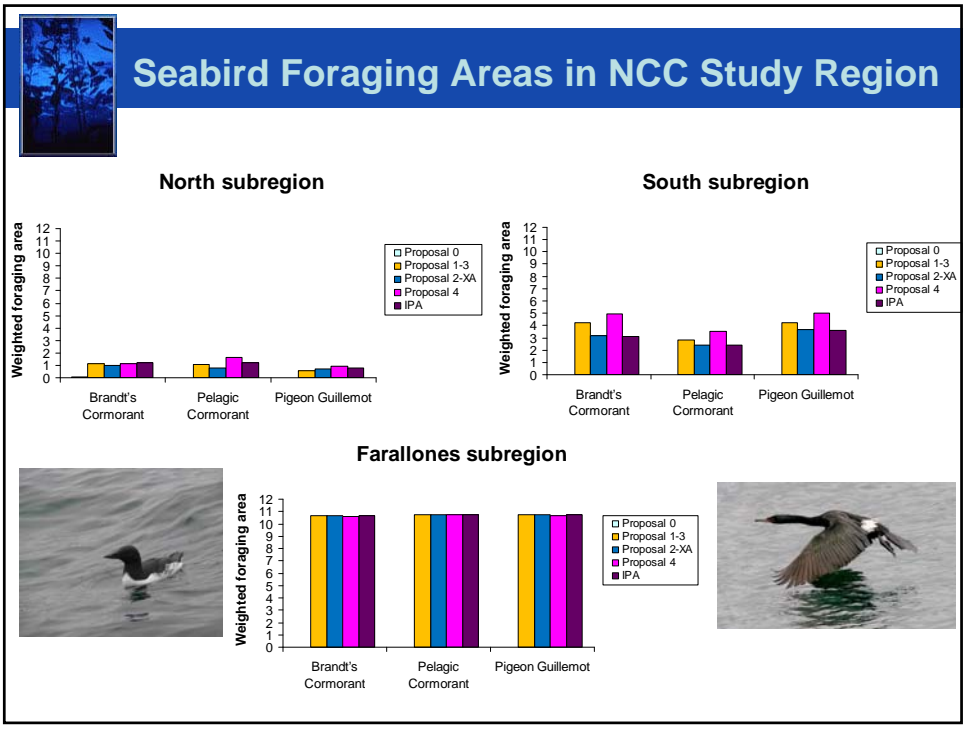 Seabird Foraging Areas in NCC Study Region
North subregion
Weighted foraging area
12
11
10
9
8
7
6
5
4
3
2
1
0
Brandt's
Cormorant
Pelagic
Cormorant
Pigeon Guillemot
Proposal 0
Proposal 1-3
Proposal 2-XA
Proposal 4
IPA
South subregion
Weighted foraging area
12
11
10
9
8
7
6
5
4
3
2
1
0
Brandt's
Cormorant
Pelagic
Cormorant
Pigeon Guillemot
Proposal 0
Proposal 1-3
Proposal 2-XA
Proposal 4
IPA
Farallones subregion
Weighted foraging area
12
11
10
9
8
7
6
5
4
3
2
1
0
Brandt's
Cormorant
Pelagic
Cormorant
Pigeon Guillemot
Proposal 0
Proposal 1-3
Proposal 2-XA
Proposal 4
IPA